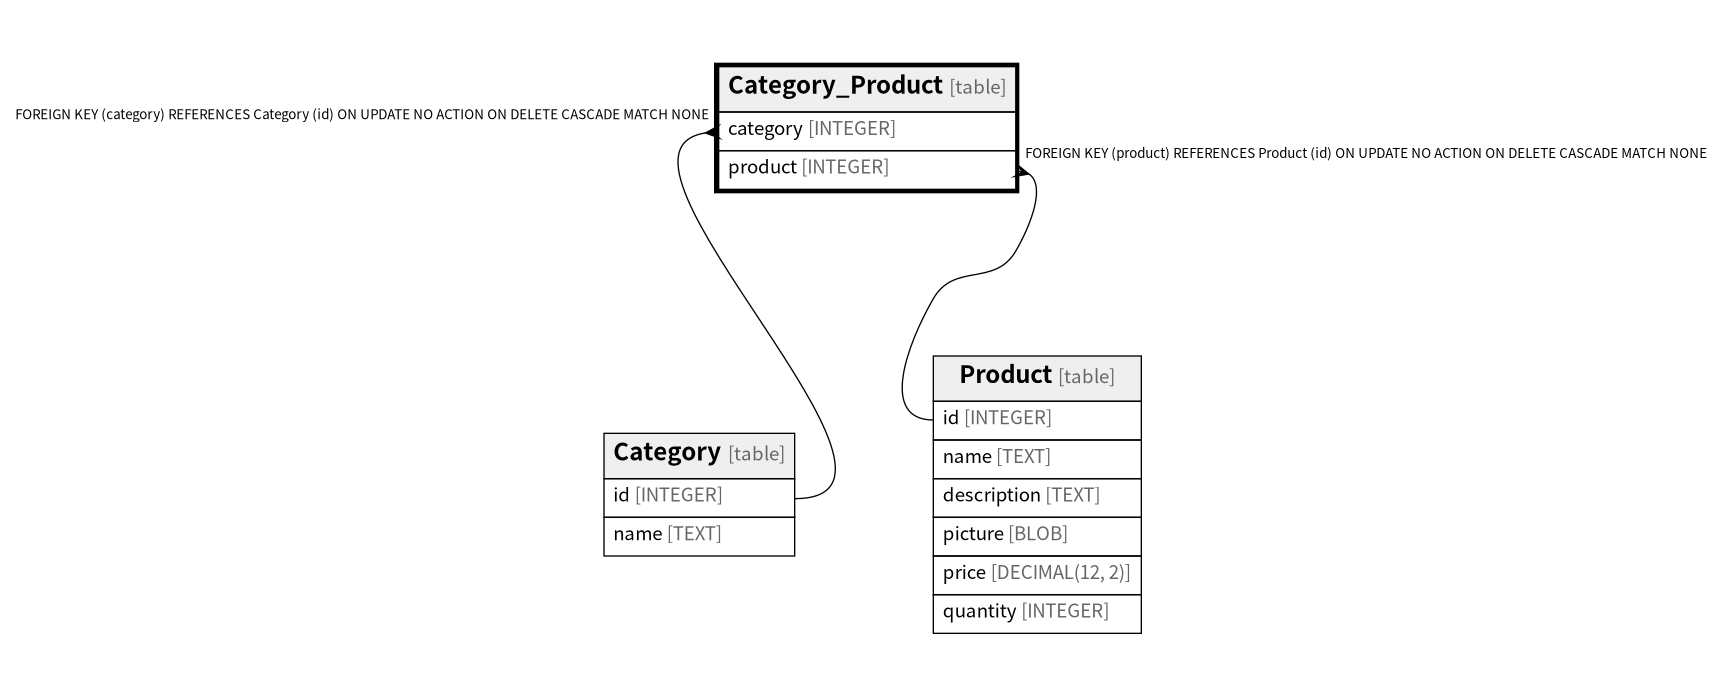 Category_Product [table]
FOREIGN KEY (category) REFERENCES Category (id) ON UPDATE NO ACTION ON DELETE CASCADE MATCH NONE
category [INTEGER]
FOREIGN KEY (product) REFERENCES Product (id) ON UPDATE NO ACTION ON DELETE CASCADE MATCH NONE
product [INTEGER]
Category [table]
id [INTEGER]
name [TEXT]
Product [table]
id [INTEGER]
name [TEXT]
description [TEXT]
picture [BLOB]
price [DECIMAL(12, 2)]
quantity [INTEGER]